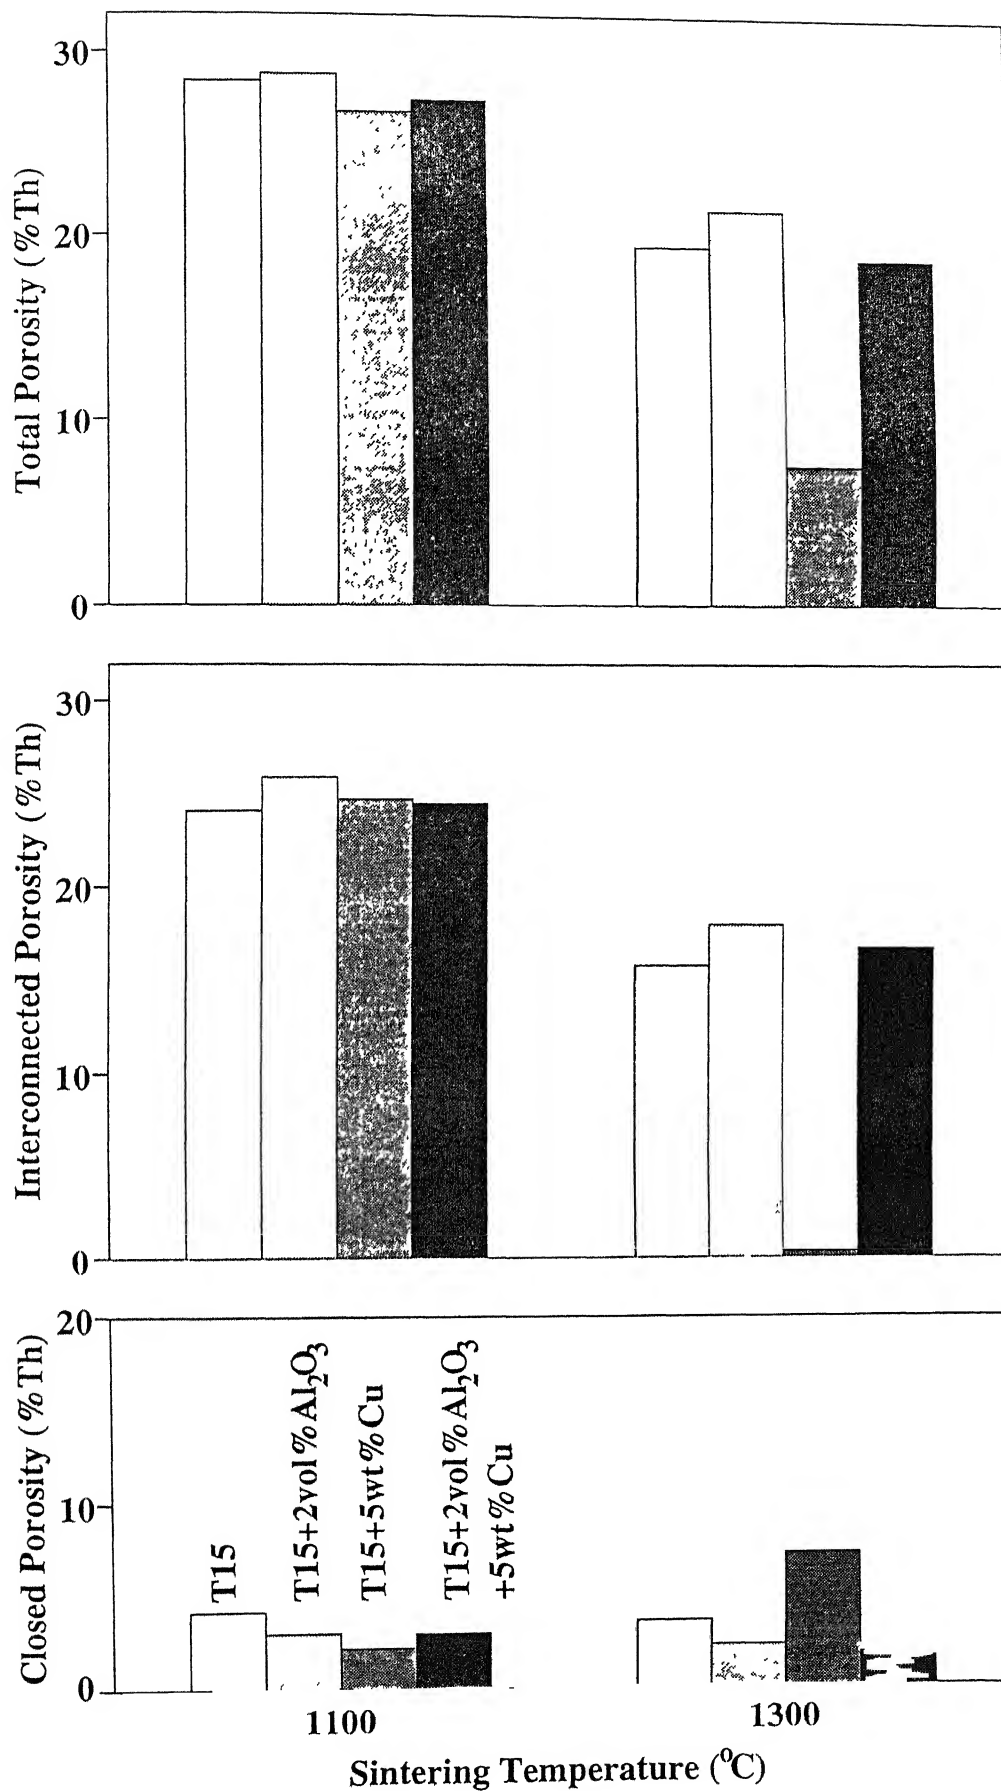 30
20
10
0
Total Porosity (%Th)
30
20
10
0
Interconnected Porosity (%Th)
20
10
0
Closed Porosity (%Th)
T15
T15+2vol%Al₂O₃
T15+5wt%Cu
T15+2vol%Al₂O₃
+5wt%Cu
1100
1300
Sintering Temperature (°C)